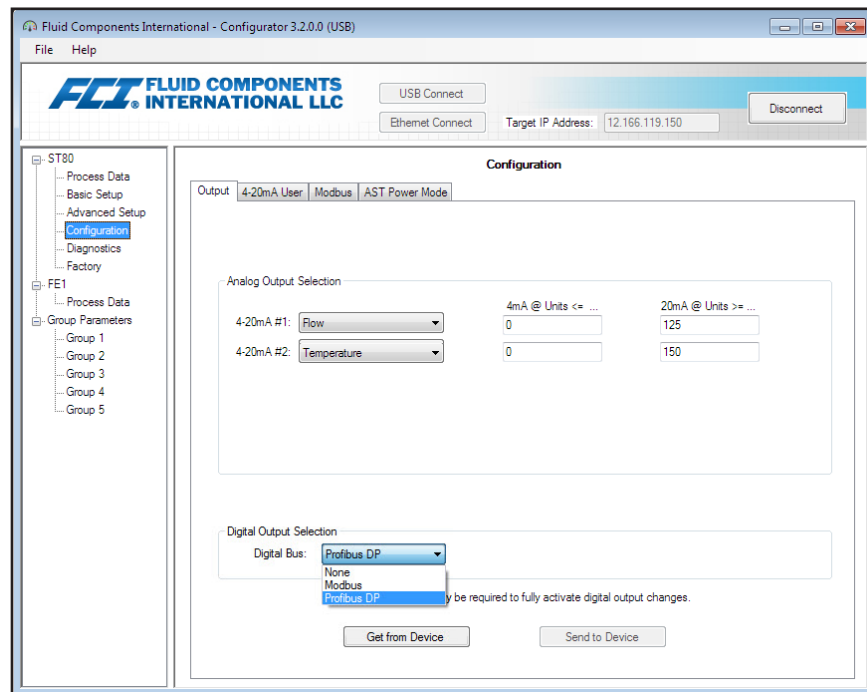 Fluid Components International - Configurator 3.2.0.0 (USB)
File Help
FCI. FLUID COMPONENTS
® INTERNATIONAL LLC
USB Connect
Ethernet Connect
Target IP Address: 12.166.119.150
Disconnect
ST80
Process Data
Basic Setup
Advanced Setup
Configuration
Diagnostics
Factory
FE1
Process Data
Group Parameters
Group 1
Group 2
Group 3
Group 4
Group 5
Configuration
Output 4-20mA User Modbus AST Power Mode
Analog Output Selection
4mA @ Units <= ... 20mA @ Units >= ...
4-20mA #1: Flow 0 125
4-20mA #2: Temperature 0 150
Digital Output Selection
Digital Bus: Profibus DP
None
Modbus
Profibus DP
be required to fully activate digital output changes.
Get from Device Send to Device